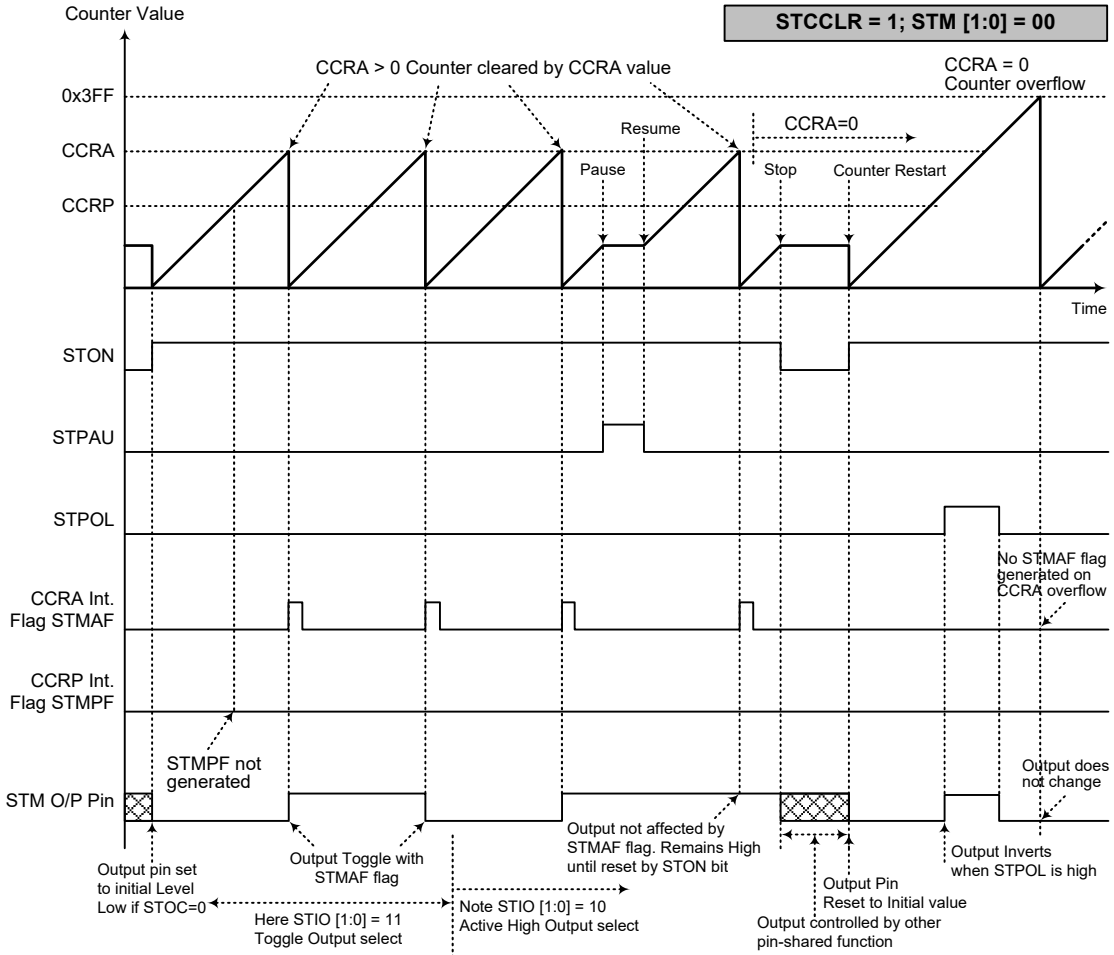 Counter Value
STCCLR = 1; STM [1:0] = 00
CCRA > 0 Counter cleared by CCRA value
CCRA = 0
Counter overflow
0x3FF
CCRA
CCRP
Resume
CCRA=0
Pause
Stop
Counter Restart
Time
STON
STPAU
STPOL
No STMAF flag
generated on
CCRA overflow
CCRA Int.
Flag STMAF
CCRP Int.
Flag STMPF
STMPF not
generated
Output does
not change
STM O/P Pin
Output pin set
to initial Level
Low if STOC=0
Output Toggle with
STMAF flag
Here STIO [1:0] = 11
Toggle Output select
Note STIO [1:0] = 10
Active High Output select
Output not affected by
STMAF flag. Remains High
until reset by STON bit
Output Pin
Reset to Initial value
Output controlled by other
pin-shared function
Output Inverts
when STPOL is high